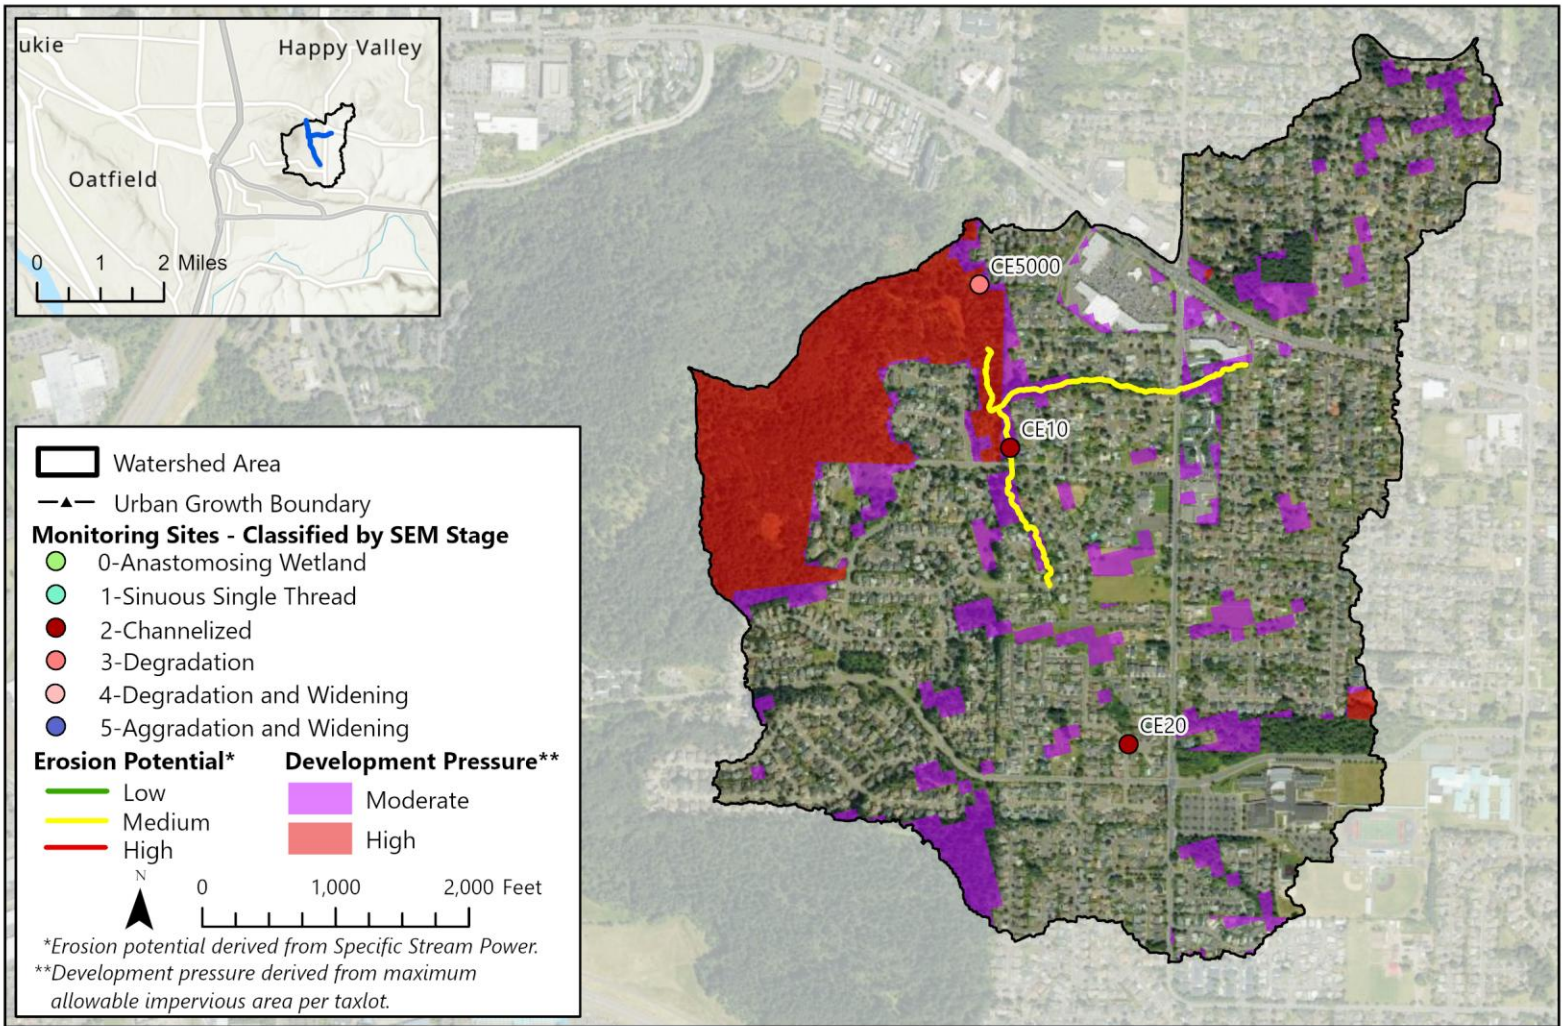 ukie
Happy Valley
Oatfield
0 1 2 Miles
CE5000
CE10
CE20
Watershed Area
Urban Growth Boundary
Monitoring Sites - Classified by SEM Stage
0-Anastomosing Wetland
1-Sinuous Single Thread
2-Channelized
3-Degradation
4-Degradation and Widening
5-Aggradation and Widening
Erosion Potential*
Low
Medium
High
Development Pressure**
Moderate
High
N
0 1,000 2,000 Feet
*Erosion potential derived from Specific Stream Power.
**Development pressure derived from maximum
allowable impervious area per taxlot.